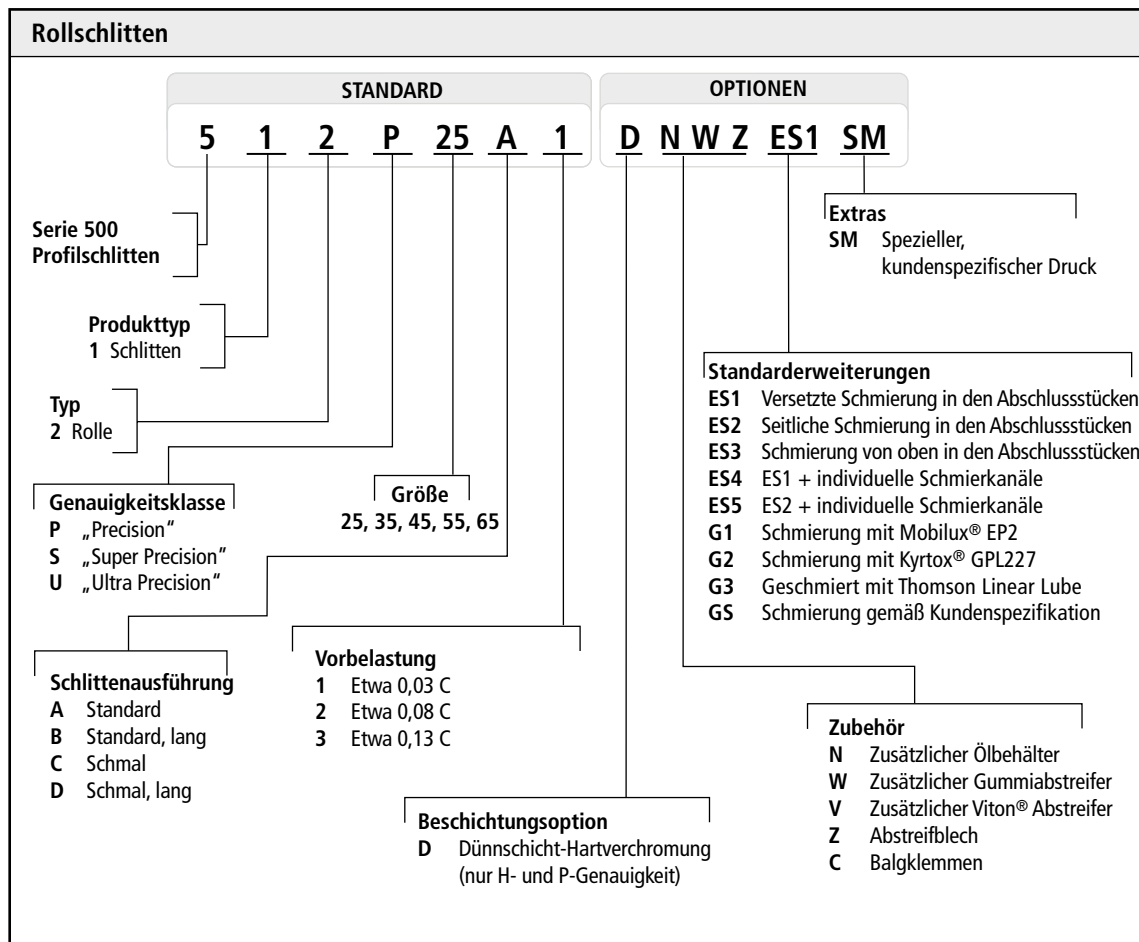 Rollschlitten
STANDARD
OPTIONEN
5 1 2 P 25 A 1 D N W Z ES1 SM
Serie 500
Profilschlitten
Produkttyp
1 Schlitten
Typ
2 Rolle
Genauigkeitsklasse
P „Precision“
S „Super Precision“
U „Ultra Precision“
Größe
25, 35, 45, 55, 65
Schlittenausführung
A Standard
B Standard, lang
C Schmal
D Schmal, lang
Vorbelastung
1 Etwa 0,03 C
2 Etwa 0,08 C
3 Etwa 0,13 C
Beschichtungsoption
D Dünnschicht-Hartverchromung
(nur H- und P-Genauigkeit)
Extras
SM Spezieller,
kundenspezifischer Druck
Standarderweiterungen
ES1 Versetzte Schmierung in den Abschlussstücken
ES2 Seitliche Schmierung in den Abschlussstücken
ES3 Schmierung von oben in den Abschlussstücken
ES4 ES1 + individuelle Schmierkanäle
ES5 ES2 + individuelle Schmierkanäle
G1 Schmierung mit Mobilux® EP2
G2 Schmierung mit Kyrtox® GPL227
G3 Geschmiert mit Thomson Linear Lube
GS Schmierung gemäß Kundenspezifikation
Zubehör
N Zusätzlicher Ölbehälter
W Zusätzlicher Gummiabstreifer
V Zusätzlicher Viton® Abstreifer
Z Abstreifblech
C Balgklemmen